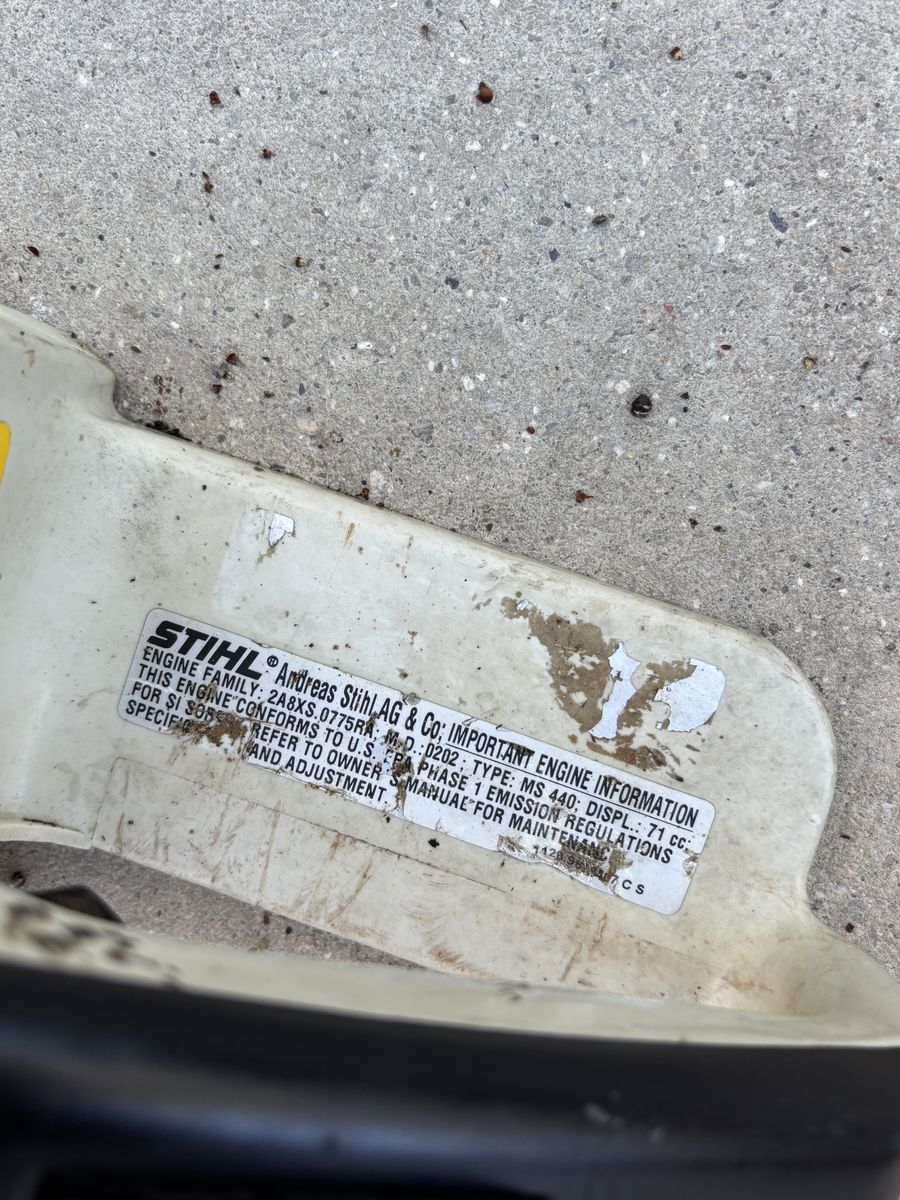 STIHL® Andreas Stihl AG & Co; IMPORTANT ENGINE INFORMATION
ENGINE FAMILY: 2A8XS.0775RA; M.D.:0202; TYPE: MS 440; DISPL.: 71 cc;
THIS ENGINE CONFORMS TO U.S. EPA PHASE 1 EMISSION REGULATIONS
FOR SI REFER TO OWNER MANUAL FOR
AND ADJUSTMENT
C S